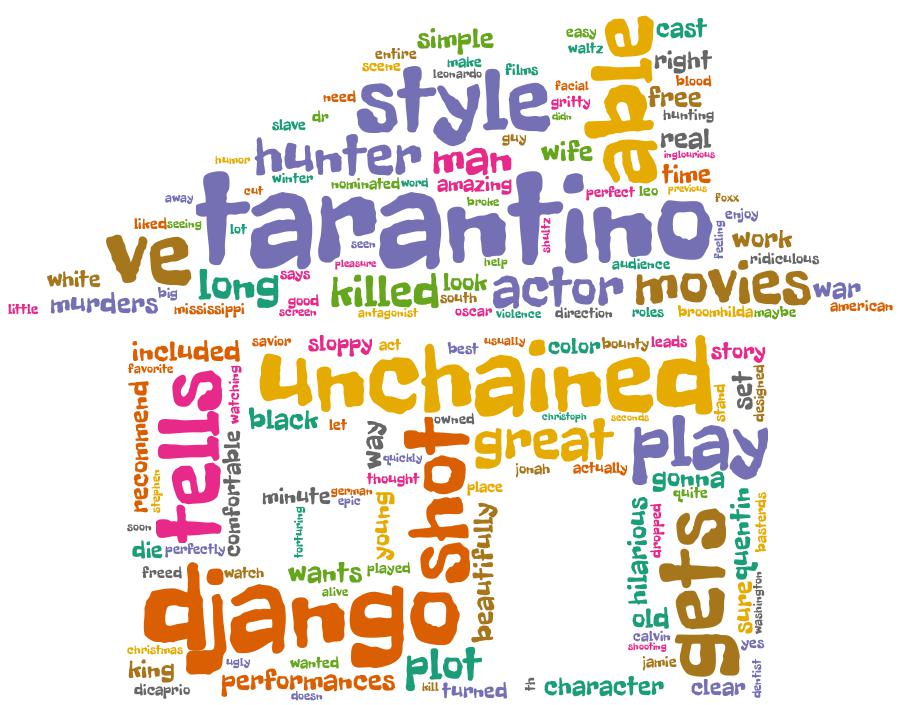 simple
easy
able
cast
entire
waltz
make
scene
leonardo
films
right
style
facial
blood
need
gritty
free
dr
didn
hunting
slave
guy
real
hunter
man
wife
inglourious
humor
winter
nominated
word
amazing
time
cut
perfect
leo
previous
away
broke
foxx
tarantino
liked
seeing
lot
seen
shultz
feeling
enjoy
work
ve
pleasure
help
audience
ridiculous
white
long
says
killed
look
actor
movies
war
little
murders
big
mississippi
good
screen
antagonist
south
oscar
violence
direction
roles
broomhilda
maybe
american
included
savior
sloppy
act
best
usually
color
bounty
leads
story
favorite
unchained
watching
tells
recommend
stephen
comfortable
black
let
owned
christoph
seconds
stand
set
designed
way
shot
great
play
quickly
thought
jonah
actually
gonna
quite
minute
german
epic
place
young
torturing
beautifully
soon
die
perfectly
hilarious
dropped
gets
quentin
basterds
freed
watch
wants
played
alive
django
old
sure
washington
calvin
shooting
yes
christmas
king
ugly
wanted
plot
jamie
dicaprio
performances
doesn
kill
turned
th
character
clear
dentist